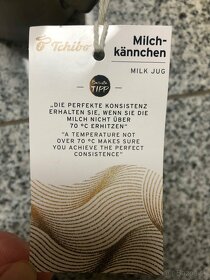 Tchibo
Milch-
kännchen
MILK JUG
Barista
TIPP
„DIE PERFEKTE KONSISTENZ
ERHALTEN SIE, WENN SIE DIE
MILCH NICHT ÜBER
70 °C ERHITZEN“
“A TEMPERATURE NOT
OVER 70 °C MAKES SURE
YOU ACHIEVE THE PERFECT
CONSISTENCE”